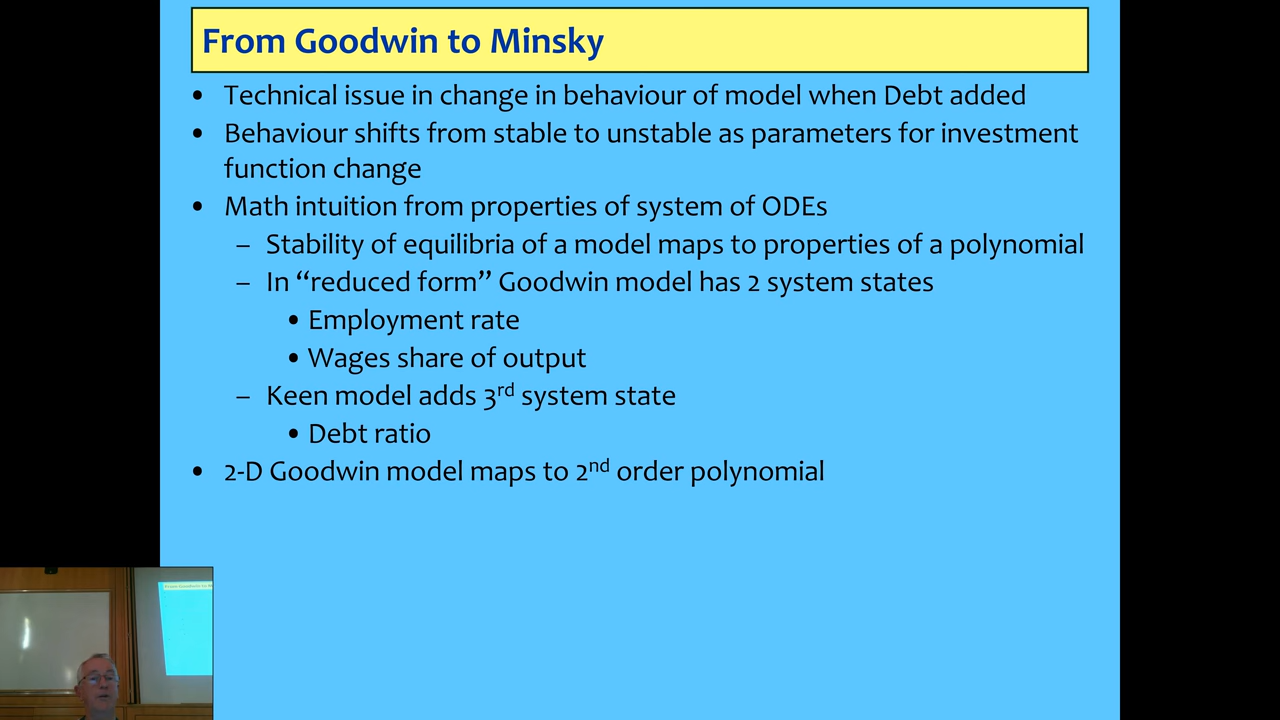 From Goodwin to Minsky
• Technical issue in change in behaviour of model when Debt added
• Behaviour shifts from stable to unstable as parameters for investment
function change
• Math intuition from properties of system of ODEs
– Stability of equilibria of a model maps to properties of a polynomial
– In “reduced form” Goodwin model has 2 system states
• Employment rate
• Wages share of output
– Keen model adds 3rd system state
• Debt ratio
• 2-D Goodwin model maps to 2nd order polynomial